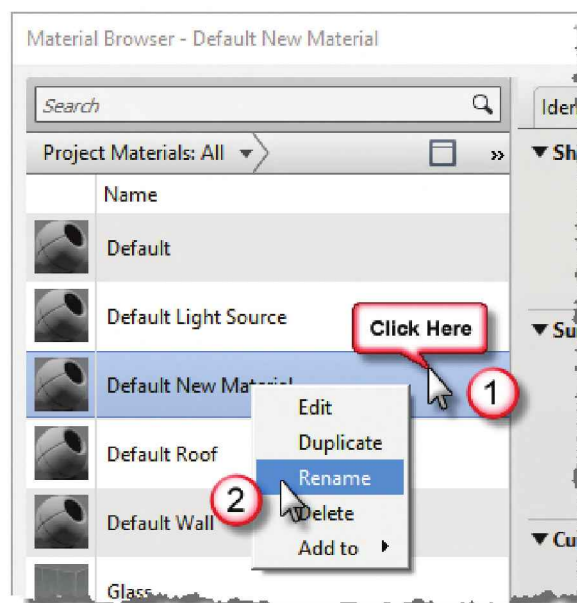 Material Browser - Default New Material
Search
Project Materials: All
»
Name
Default
Default Light Source
Click Here
Default New Material
1
Edit
Default Roof
Duplicate
Rename
2
Delete
Default Wall
Add to
Glass